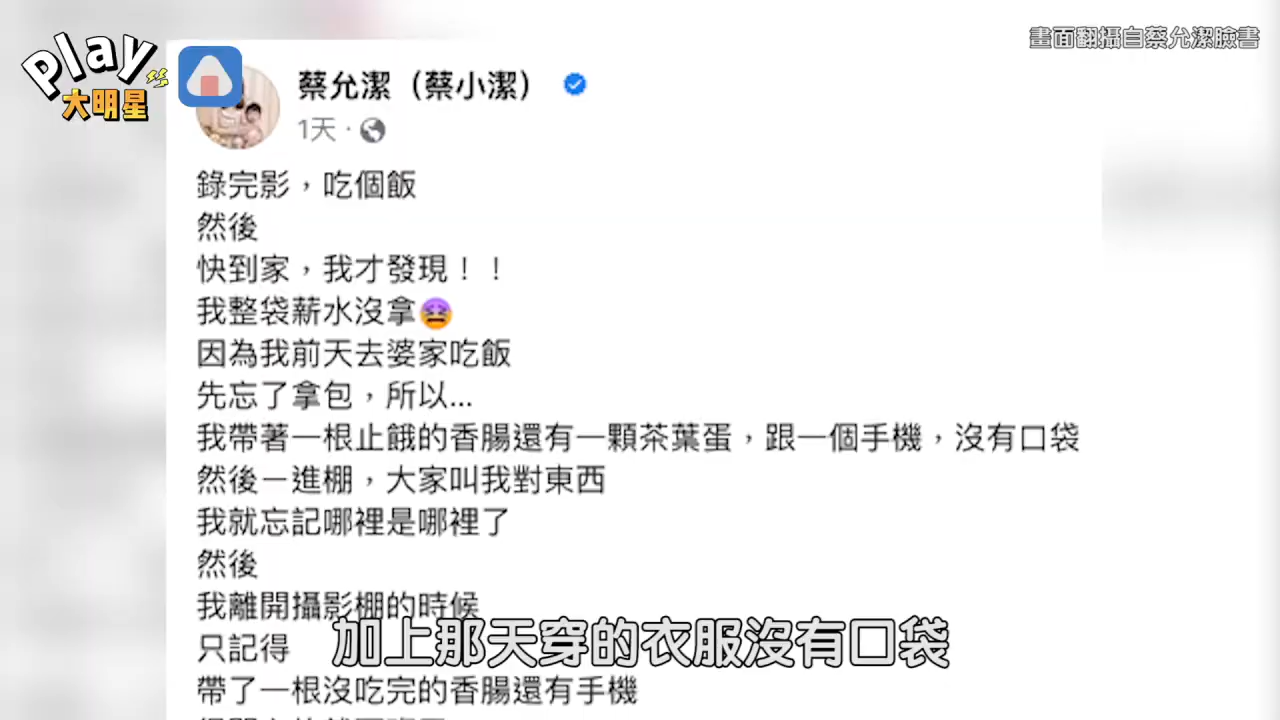 Play
大明星
畫面翻攝自蔡允潔臉書
蔡允潔（蔡小潔）
1天·
錄完影，吃個飯
然後
快到家，我才發現！！
我整袋薪水沒拿
因為我前天去婆家吃飯
先忘了拿包，所以...
我帶著一根止餓的香腸還有一顆茶葉蛋，跟一個手機，沒有口袋
然後一進棚，大家叫我對東西
我就忘記哪裡是哪裡了
然後
我離開攝影棚的時候
只記得
加上那天穿的衣服沒有口袋
帶了一根沒吃完的香腸還有手機